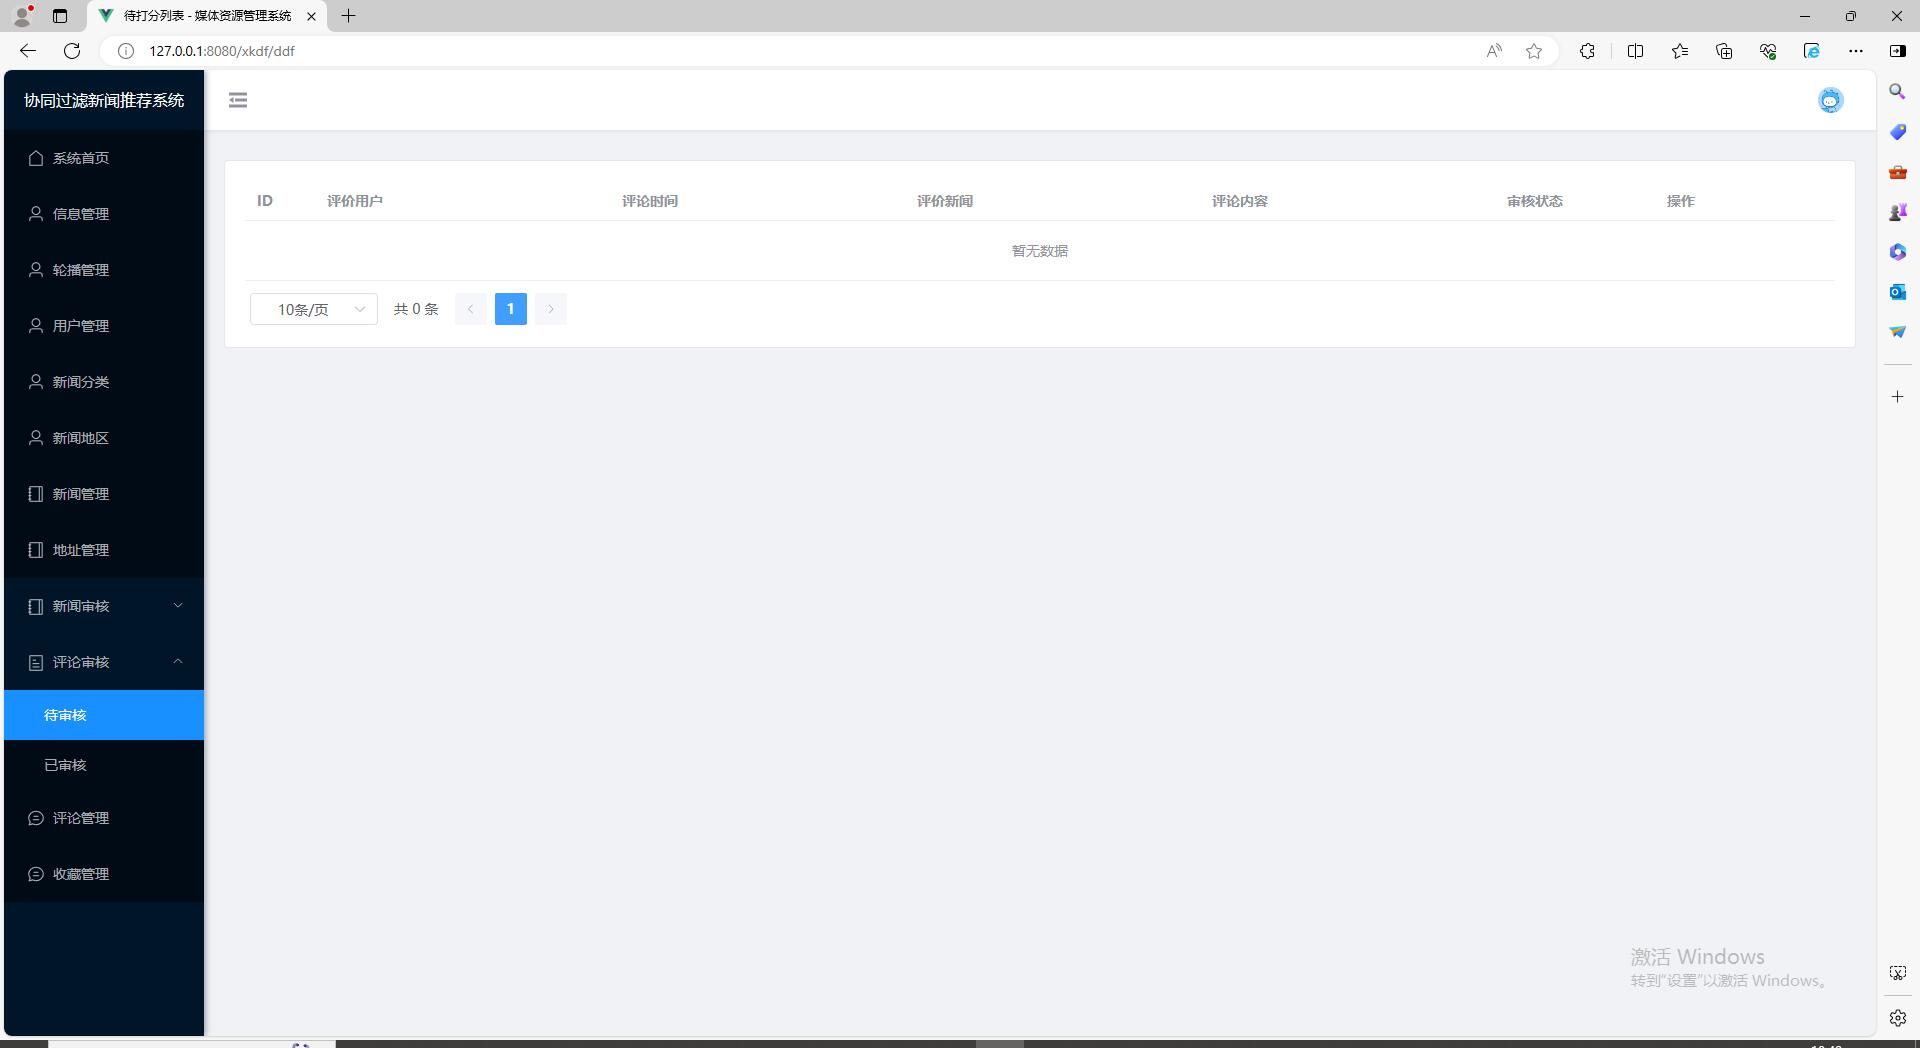 待打分列表 - 媒体资源管理系统
127.0.0.1:8080/xkdf/ddf
协同过滤新闻推荐系统
系统首页
信息管理
轮播管理
用户管理
新闻分类
新闻地区
新闻管理
地址管理
新闻审核
评论审核
待审核
已审核
评论管理
收藏管理
ID 评价用户 评论时间 评价新闻 评论内容 审核状态 操作
暂无数据
10条/页 共 0 条 1
激活 Windows
转到“设置”以激活 Windows。